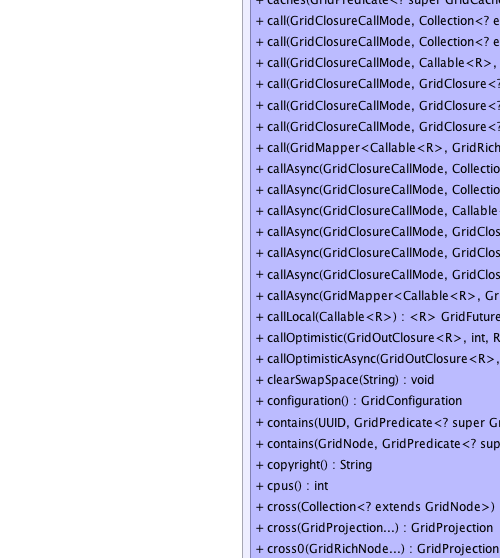 + caches(GridPredicate<? super GridCach
+ call(GridClosureCallMode, Collection<? e
+ call(GridClosureCallMode, Collection<? e
+ call(GridClosureCallMode, Callable<R>,
+ call(GridClosureCallMode, GridClosure<?
+ call(GridClosureCallMode, GridClosure<?
+ call(GridClosureCallMode, GridClosure<?
+ call(GridMapper<Callable<R>, GridRich
+ callAsync(GridClosureCallMode, Collectio
+ callAsync(GridClosureCallMode, Collectio
+ callAsync(GridClosureCallMode, Callable
+ callAsync(GridClosureCallMode, GridClos
+ callAsync(GridClosureCallMode, GridClos
+ callAsync(GridClosureCallMode, GridClos
+ callAsync(GridMapper<Callable<R>, Gr
+ callLocal(Callable<R>) : <R> GridFuture
+ callOptimistic(GridOutClosure<R>, int, R
+ callOptimisticAsync(GridOutClosure<R>,
+ clearSwapSpace(String) : void
+ configuration() : GridConfiguration
+ contains(UUID, GridPredicate<? super Gr
+ contains(GridNode, GridPredicate<? sup
+ copyright() : String
+ cpus() : int
+ cross(Collection<? extends GridNode>)
+ cross(GridProjection...) : GridProjection
+ cross0(GridRichNode...) : GridProjection